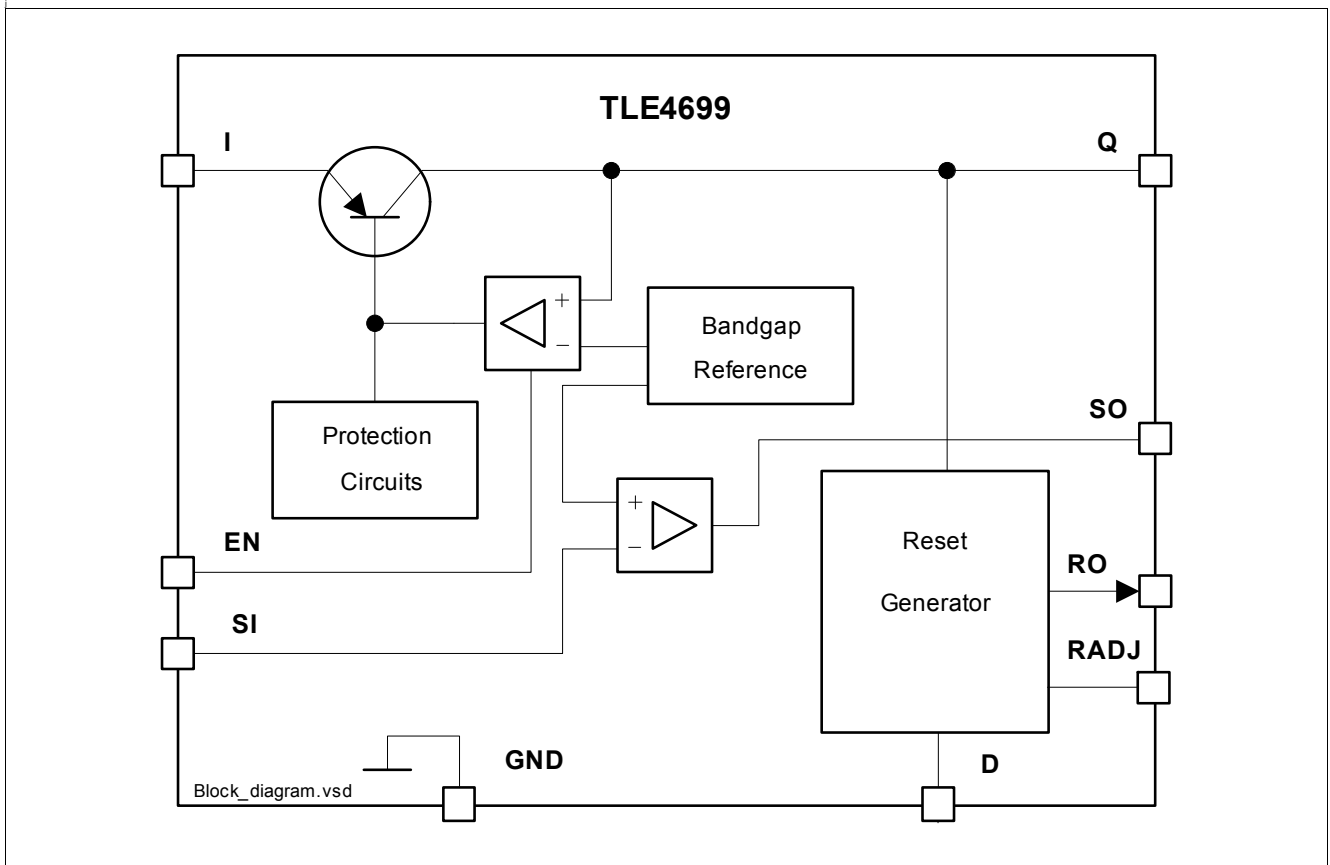 TLE4699
I
Q
+
−
Bandgap
Reference
SO
Protection
Circuits
+
−
EN
Reset
RO
Generator
SI
RADJ
GND
D
Block_diagram.vsd